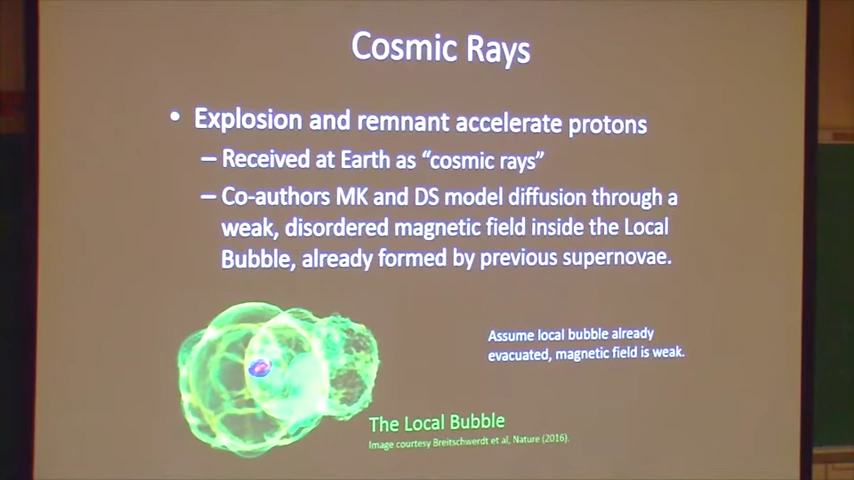 Cosmic Rays
• Explosion and remnant accelerate protons
– Received at Earth as “cosmic rays”
– Co-authors MK and DS model diffusion through a
weak, disordered magnetic field inside the Local
Bubble, already formed by previous supernovae.
Assume local bubble already
evacuated, magnetic field is weak.
The Local Bubble
Image courtesy Breitschwerdt et al, Nature (2016).